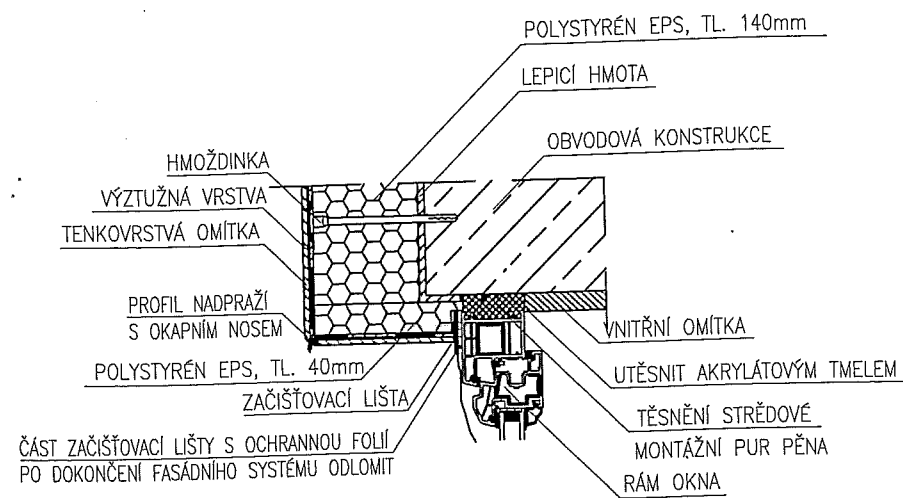 POLYSTYRÉN EPS, TL. 140mm
LEPICÍ HMOTA
OBVODOVÁ KONSTRUKCE
HMOŽDINKA
VÝZTUŽNÁ VRSTVA
TENKOVRSTVÁ OMÍTKA
PROFIL NADPRAŽÍ
S OKAPNÍM NOSEM
POLYSTYRÉN EPS, TL. 40mm
ZAČIŠŤOVACÍ LIŠTA
ČÁST ZAČIŠŤOVACÍ LIŠTY S OCHRANNOU FOLIÍ
PO DOKONČENÍ FASÁDNÍHO SYSTÉMU ODLOMIT
VNITŘNÍ OMÍTKA
UTĚSNIT AKRYLÁTOVÝM TMELEM
TĚSNĚNÍ STRĚDOVÉ
MONTÁŽNÍ PUR PĚNA
RÁM OKNA